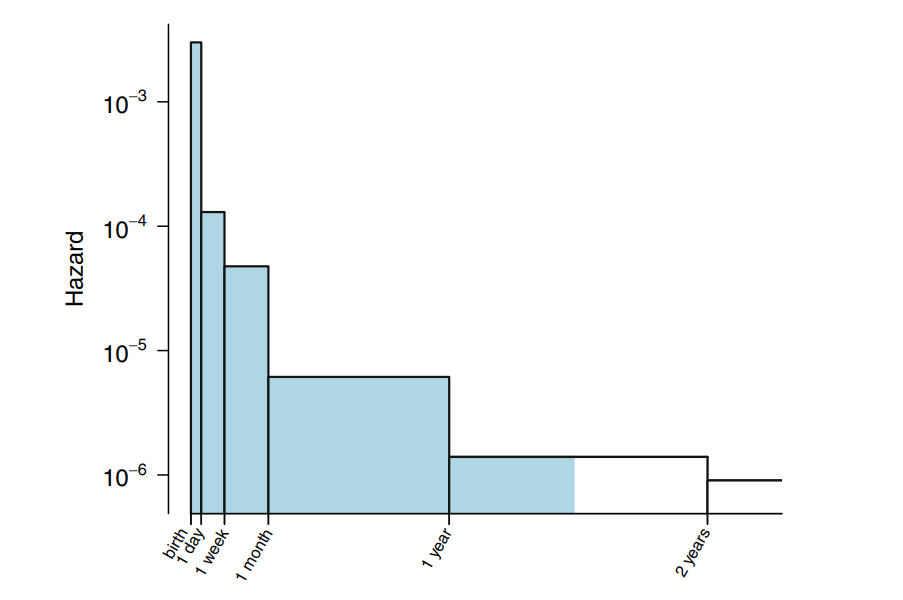 Hazard
10⁻³
10⁻⁴
10⁻⁵
10⁻⁶
birth
1 day
1 week
1 month
1 year
2 years